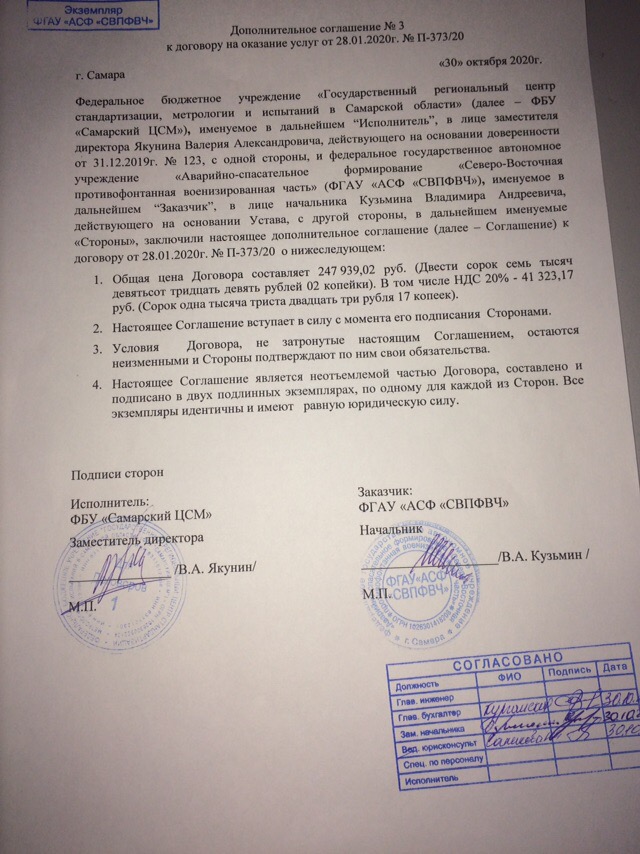 Экземпляр
ФГАУ «АСФ «СВПФВЧ»
Дополнительное соглашение № 3
к договору на оказание услуг от 28.01.2020г. № П-373/20
«30» октября 2020г.
г. Самара
Федеральное бюджетное учреждение «Государственный региональный центр
стандартизации, метрологии и испытаний в Самарской области» (далее – ФБУ
«Самарский ЦСМ»), именуемое в дальнейшем “Исполнитель”, в лице заместителя
директора Якунина Валерия Александровича, действующего на основании доверенности
от 31.12.2019г. № 123, с одной стороны, и федеральное государственное автономное
учреждение «Аварийно-спасательное формирование «Северо-Восточная
противофонтанная военизированная часть» (ФГАУ «АСФ «СВПФВЧ»), именуемое в
дальнейшем “Заказчик”, в лице начальника Кузьмина Владимира Андреевича,
действующего на основании Устава, с другой стороны, в дальнейшем именуемые
«Стороны», заключили настоящее дополнительное соглашение (далее – Соглашение) к
договору от 28.01.2020г. № П-373/20 о нижеследующем:
1. Общая цена Договора составляет 247 939,02 руб. (Двести сорок семь тысяч
девятьсот тридцать девять рублей 02 копейки). В том числе НДС 20% - 41 323,17
руб. (Сорок одна тысяча триста двадцать три рубля 17 копеек).
2. Настоящее Соглашение вступает в силу с момента его подписания Сторонами.
3. Условия Договора, не затронутые настоящим Соглашением, остаются
неизменными и Стороны подтверждают по ним свои обязательства.
4. Настоящее Соглашение является неотъемлемой частью Договора, составлено и
подписано в двух подлинных экземплярах, по одному для каждой из Сторон. Все
экземпляры идентичны и имеют равную юридическую силу.
Подписи сторон
Исполнитель:
ФБУ «Самарский ЦСМ»
Заместитель директора
/В.А. Якунин/
М.П.
1
Заказчик:
ФГАУ «АСФ «СВПФВЧ»
Начальник
/В.А. Кузьмин /
М.П.
ФГАУ «АСФ
СВПФВЧ»
г. Самара
СОГЛАСОВАНО
Должность ФИО Подпись Дата
Глав. инженер
Глав. бухгалтер 30.10
Зам. начальника 30.10
Вед. юрисконсульт 30.10
Спец. по персоналу
Исполнитель